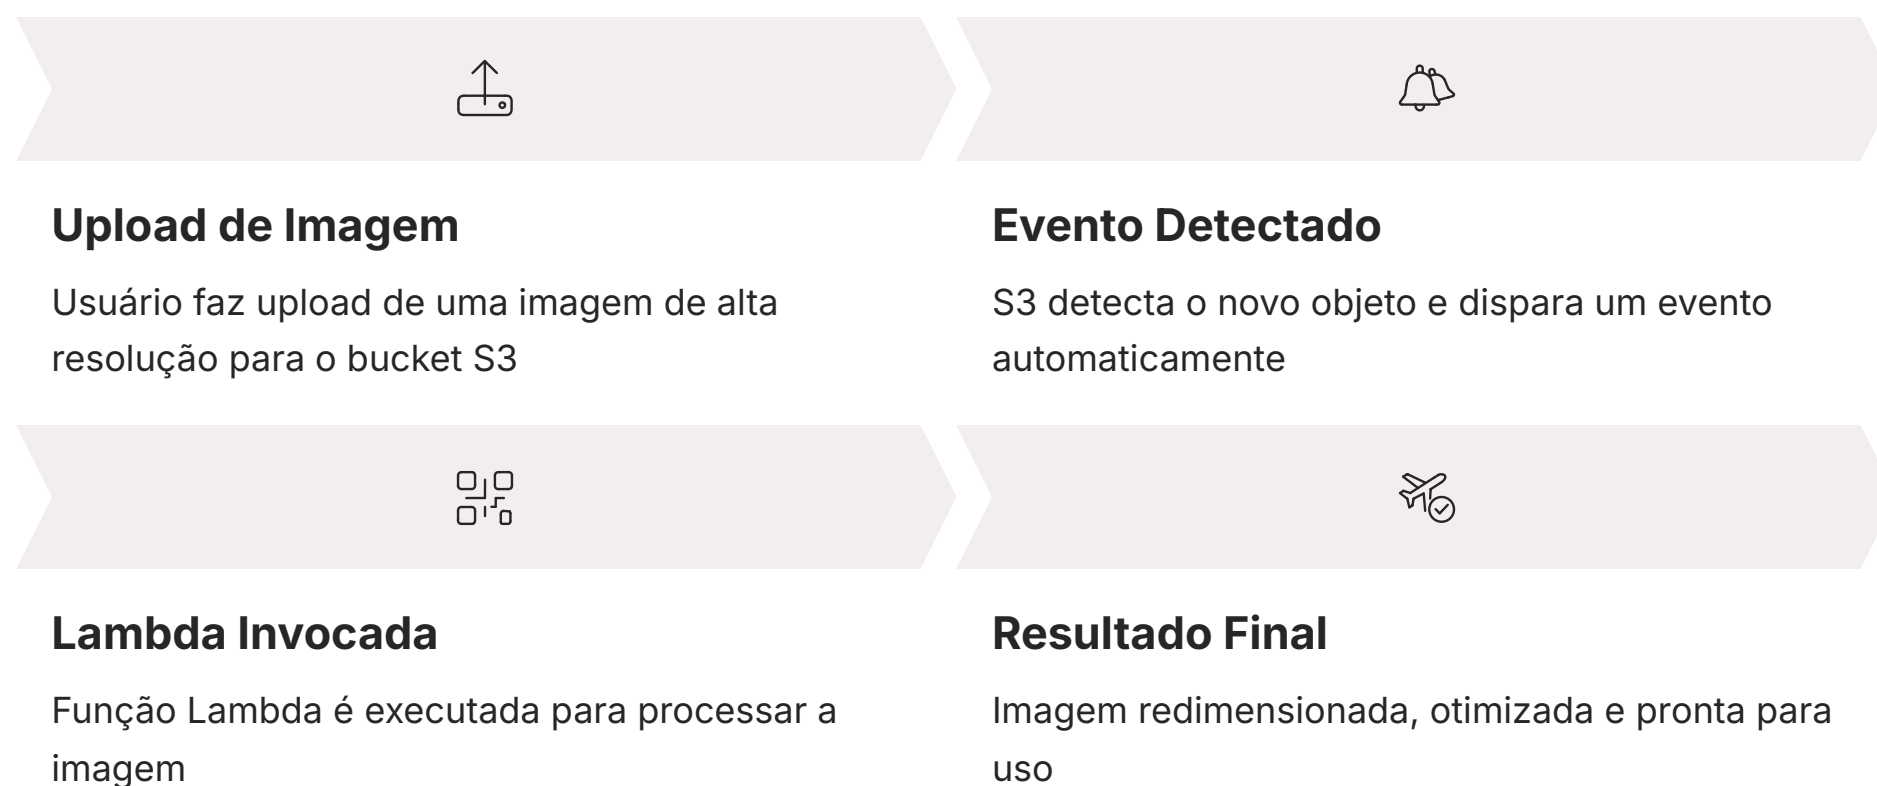 Upload de Imagem
Usuário faz upload de uma imagem de alta
resolução para o bucket S3
Evento Detectado
S3 detecta o novo objeto e dispara um evento
automaticamente
Lambda Invocada
Função Lambda é executada para processar a
imagem
Resultado Final
Imagem redimensionada, otimizada e pronta para
uso